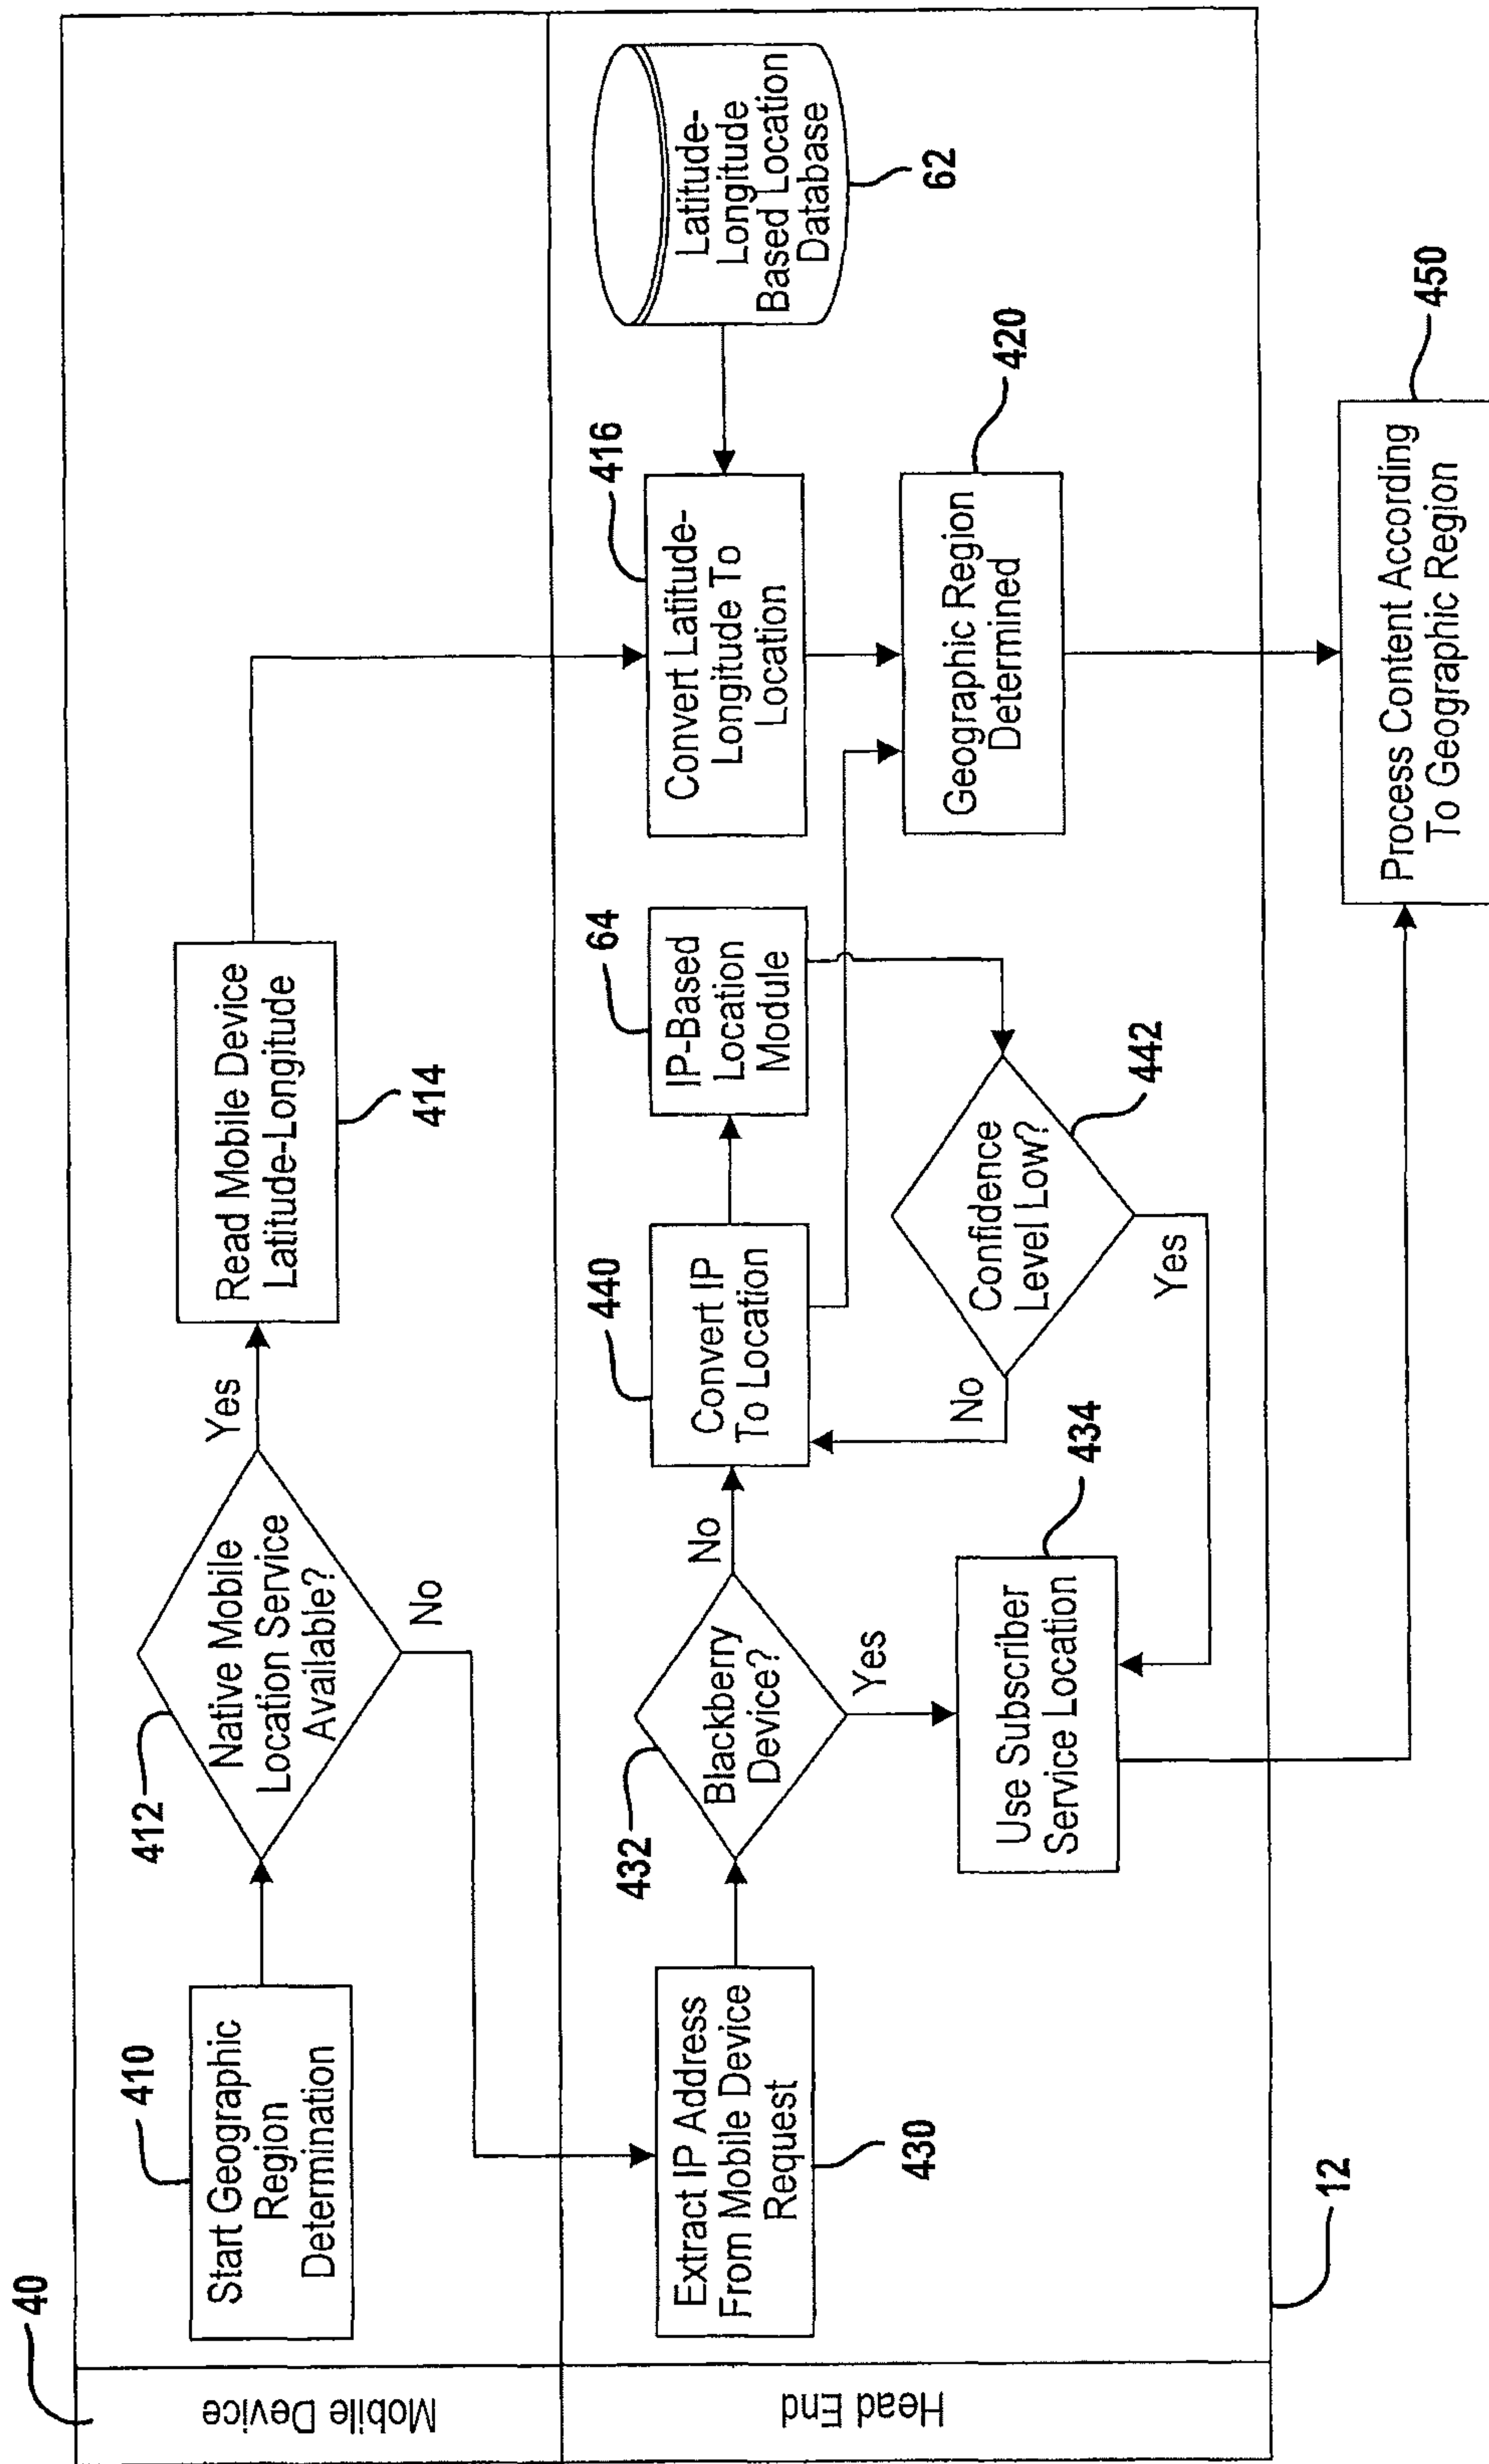 40
Mobile Device
410
Start Geographic
Region
Determination
412
Native Mobile
Location Service
Available?
Yes
No
Read Mobile Device
Latitude-Longitude
414
Head End
Extract IP Address
From Mobile Device
Request
430
432
Blackberry
Device?
No
Yes
Use Subscriber
Service Location
434
440
Convert IP
To Location
64
IP-Based
Location
Module
Confidence
Level Low?
442
No
Yes
416
Convert Latitude-
Longitude To
Location
Latitude-
Longitude
Based Location
Database
62
Geographic Region
Determined
420
12
Process Content According
To Geographic Region
450